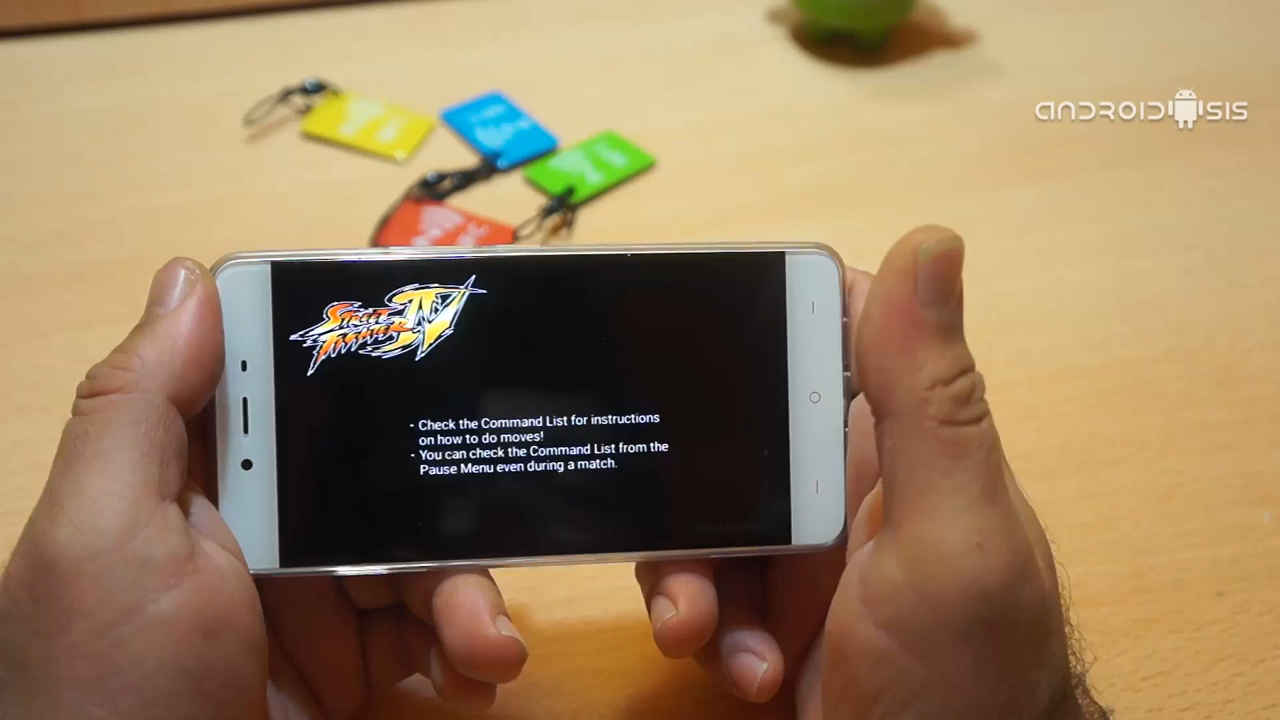 ANDROIDSIS
STREET
FIGHTER IV
- Check the Command List for instructions
on how to do moves!
- You can check the Command List from the
Pause Menu even during a match.